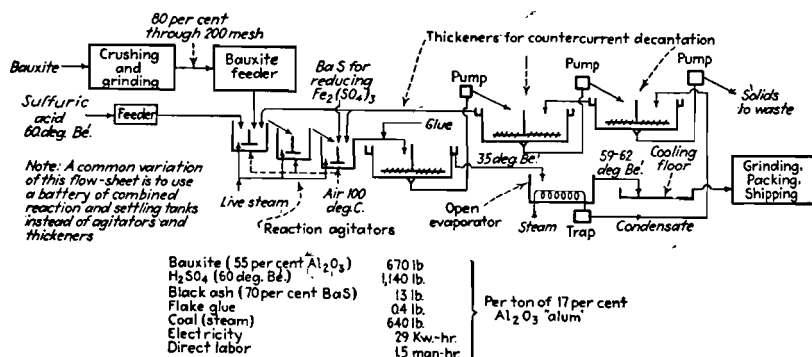 80 per cent
through 200 mesh
Bauxite
Crushing
and
grinding
Bauxite
feeder
Sulfuric
acid
60.deg. Bé.
Feeder
BaS for
reducing
Fe2(SO4)3
Thickeners for countercurrent decantation
Pump
Pump
Pump
Solids
to waste
Glue
35 deg. Bé.
59-62
deg Bé.
Cooling
floor
Grinding,
Packing,
Shipping
Note: A common variation
of this flow-sheet is to use
a battery of combined
reaction and settling tanks
instead of agitators and
thickeners
Live steam
Air 100
deg.C.
Reaction agitators
Open
evaporator
Steam
Trap
Condensate
Bauxite (55 per cent Al2O3) 670 lb
H2SO4 (60 deg. Bé.) 1,140 lb.
Black ash (70 per cent BaS) 13 lb.
Flake glue 0.4 lb.
Coal (steam) 640 lb.
Electricity 29 Kw.-hr.
Direct labor 1.5 man-hr.
Per ton of 17 per cent
Al2O3 "alum"